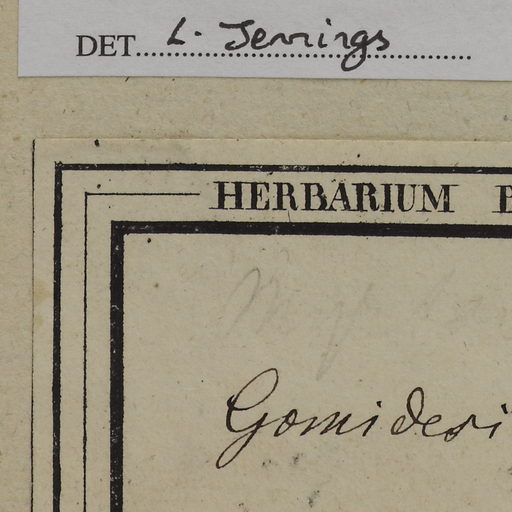 DET. L. Jennings
HERBARIUM
Gomidesi